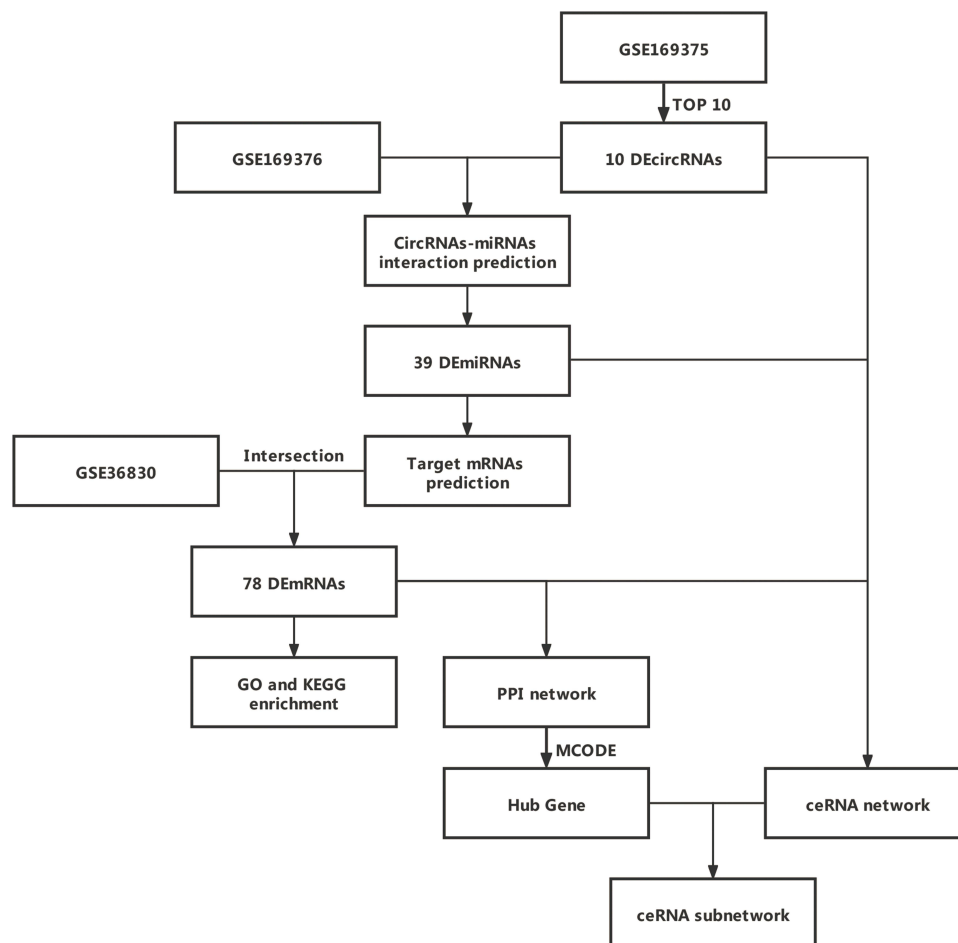 GSE169375
TOP 10
GSE169376
10 DEcircRNAs
CircRNAs-miRNAs
interaction prediction
39 DEmiRNAs
Intersection
GSE36830
Target mRNAs
prediction
78 DEmRNAs
GO and KEGG
enrichment
PPI network
MCODE
Hub Gene
ceRNA network
ceRNA subnetwork